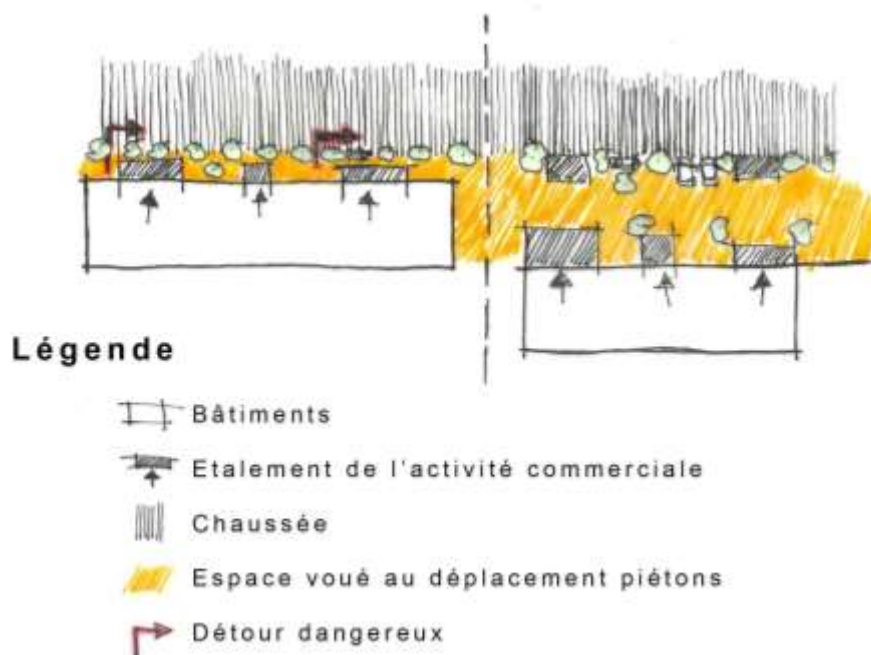 Légende
Bâtiments
Etalement de l'activité commerciale
Chaussée
Espace voué au déplacement piétons
Détour dangereux